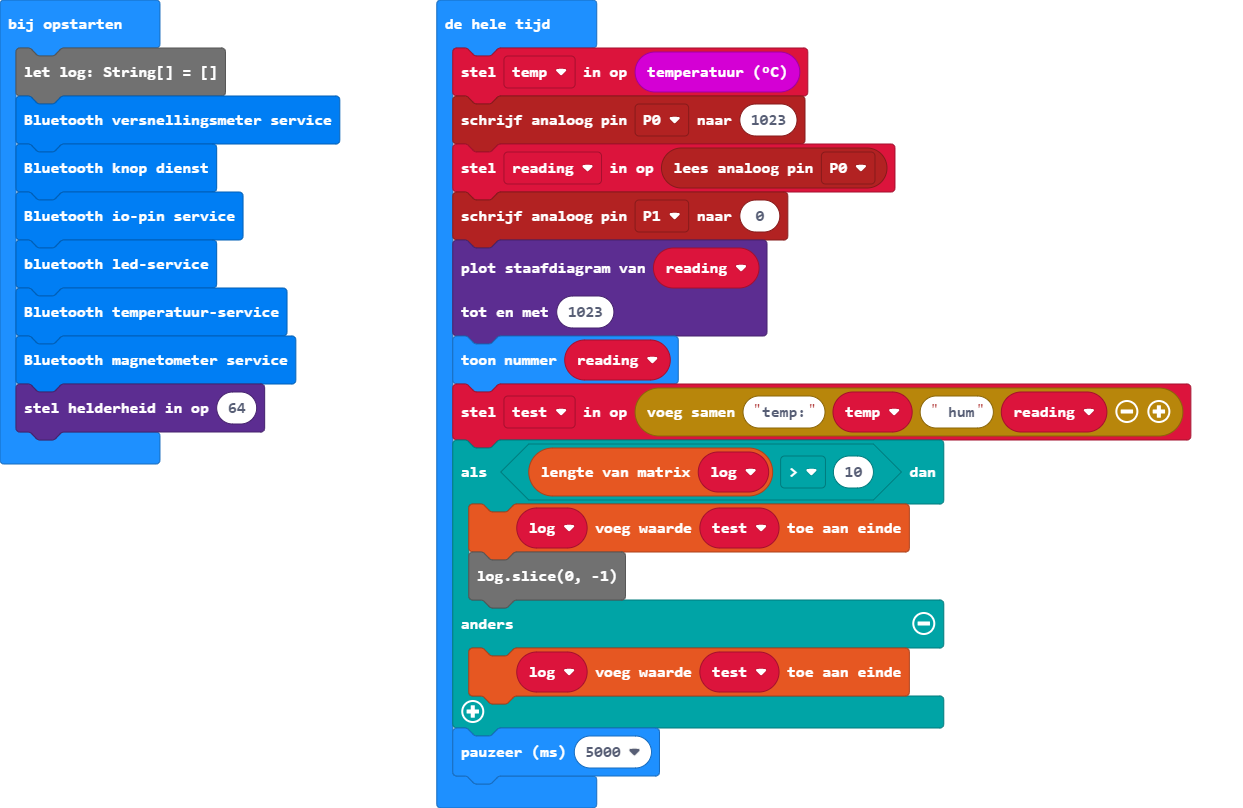 bij opstarten
let log: String[] = []
Bluetooth versnellingsmeter service
Bluetooth knop dienst
Bluetooth io-pin service
bluetooth led-service
Bluetooth temperatuur-service
Bluetooth magnetometer service
stel helderheid in op 64
de hele tijd
stel temp in op temperatuur (ºC)
schrijf analoog pin P0 naar 1023
stel reading in op lees analoog pin P0
schrijf analoog pin P1 naar 0
plot staafdiagram van reading
tot en met 1023
toon nummer reading
stel test in op voeg samen "temp:" temp " hum" reading
als lengte van matrix log > 10 dan
log voeg waarde test toe aan einde
log.slice(0, -1)
anders
log voeg waarde test toe aan einde
pauzeer (ms) 5000